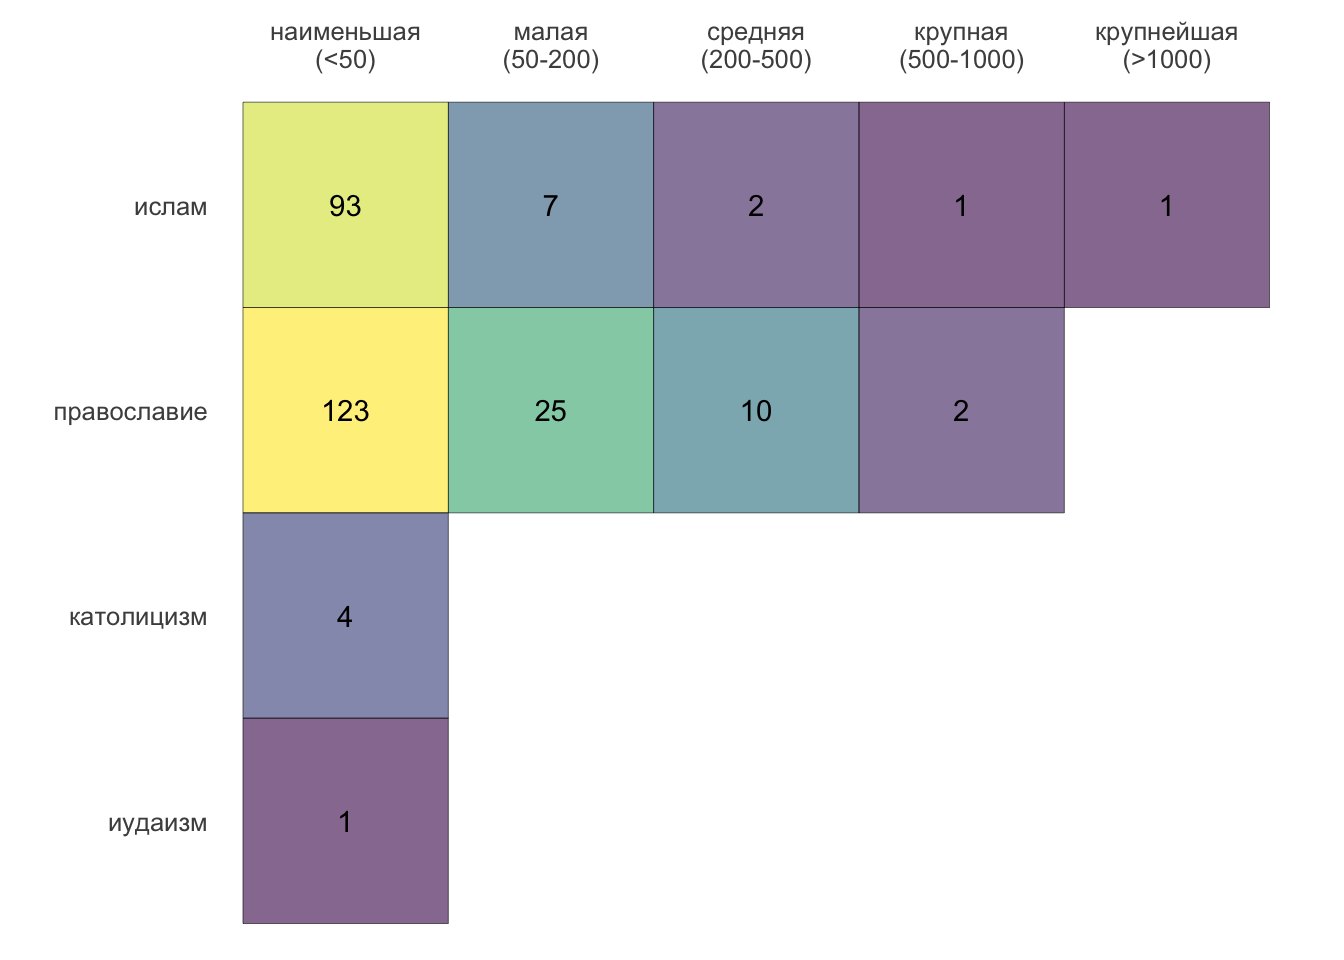 наименьшая
(<50)
малая
(50-200)
средняя
(200-500)
крупная
(500-1000)
крупнейшая
(>1000)
ислам
93
7
2
1
1
православие
123
25
10
2
католицизм
4
иудаизм
1